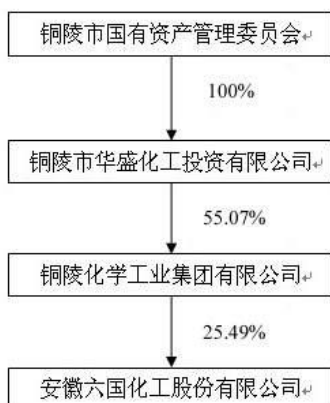 铜陵市国有资产管理委员会
100%
铜陵市华盛化工投资有限公司
55.07%
铜陵化学工业集团有限公司
25.49%
安徽六国化工股份有限公司